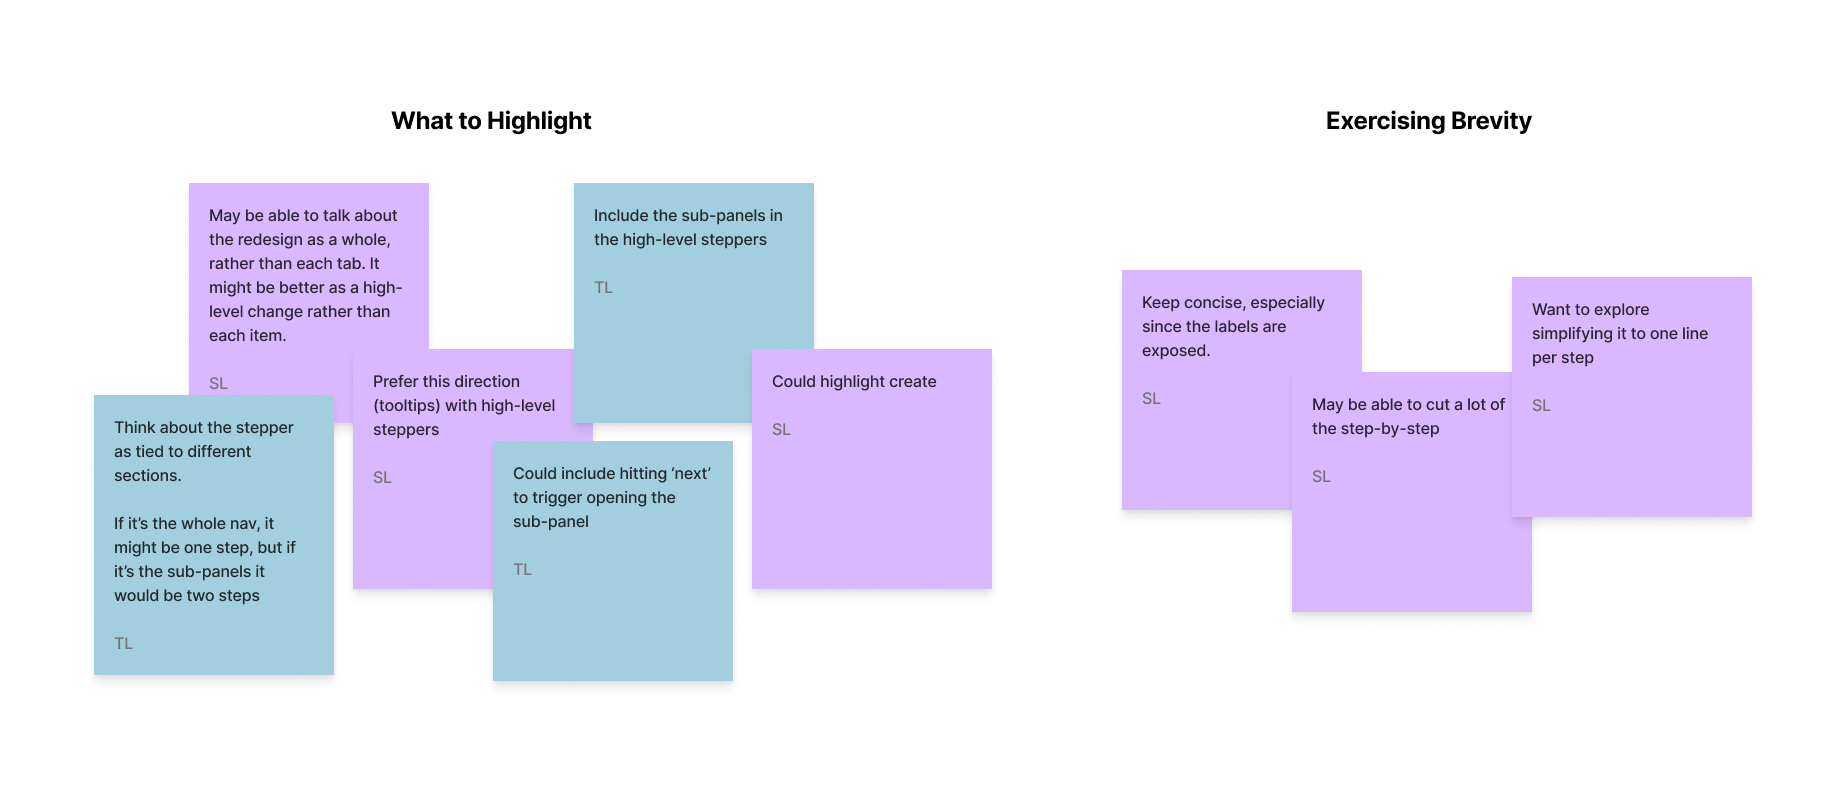 What to Highlight
May be able to talk about
the redesign as a whole,
rather than each tab. It
might be better as a high-
level change rather than
each item.
SL
Include the sub-panels in
the high-level steppers
TL
Think about the stepper
as tied to different
sections.
If it’s the whole nav, it
might be one step, but if
it’s the sub-panels it
would be two steps
TL
Prefer this direction
(tooltips) with high-level
steppers
SL
Could include hitting ‘next’
to trigger opening the
sub-panel
TL
Could highlight create
SL
Exercising Brevity
Keep concise, especially
since the labels are
exposed.
SL
May be able to cut a lot of
the step-by-step
SL
Want to explore
simplifying it to one line
per step
SL